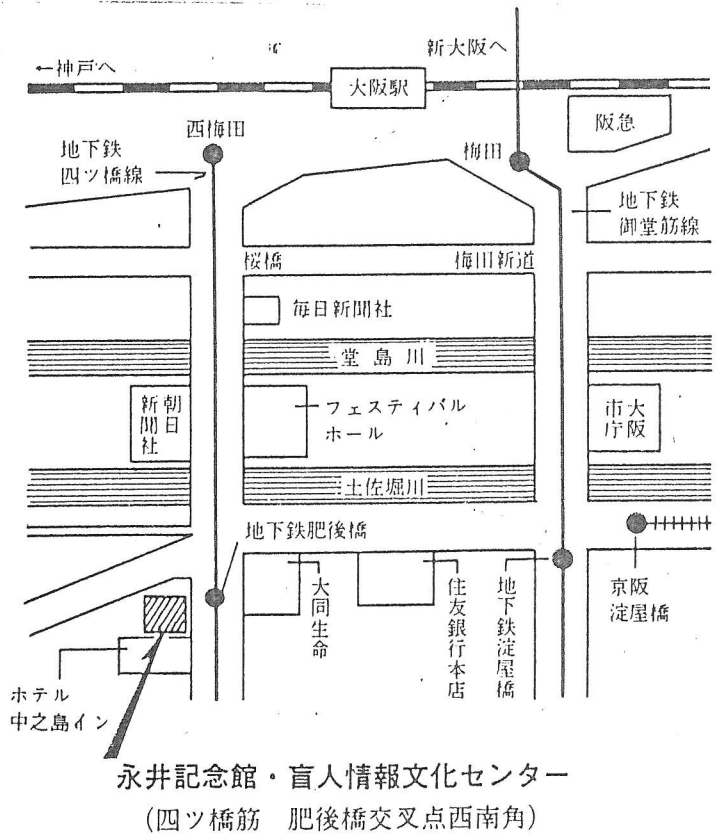 新大阪へ
←神戸へ
大阪駅
阪急
西梅田
梅田
地下鉄
四ツ橋線
地下鉄
御堂筋線
桜橋
梅田新道
毎日新聞社
堂島川
朝日
新聞社
フェスティバル
ホール
大阪
市庁
土佐堀川
地下鉄肥後橋
大同生命
住友銀行本店
地下鉄淀屋橋
京阪
淀屋橋
ホテル
中之島イン
永井記念館・盲人情報文化センター
(四ツ橋筋 肥後橋交叉点西南角)